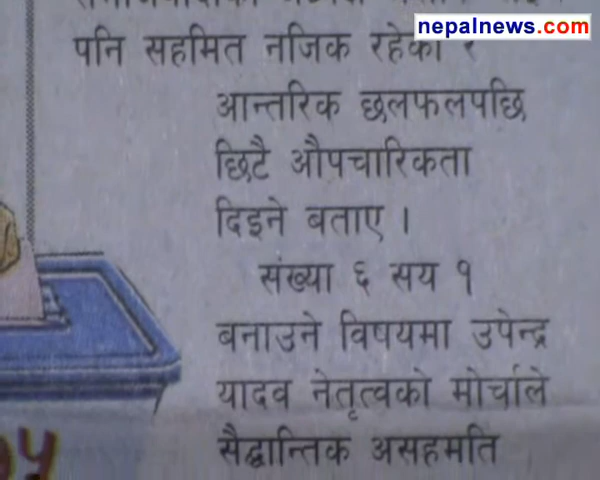 nepalnews.com
पनि सहमति नजिक रहेको र
आन्तरिक छलफलपछि
छिटै औपचारिकता
दिइने बताए ।
संख्या ६ सय १
बनाउने विषयमा उपेन्द्र
यादव नेतृत्वको मोर्चाले
सैद्धान्तिक असहमति